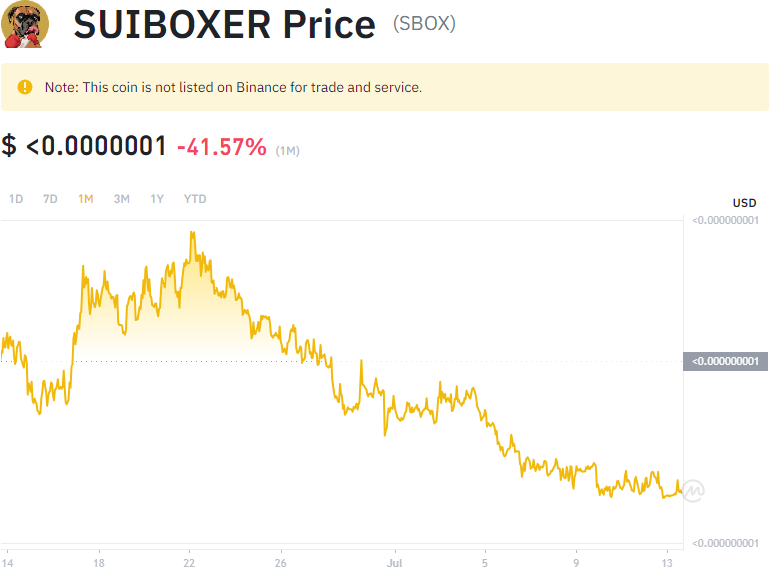 SUIBOXER Price (SBOX)
Note: This coin is not listed on Binance for trade and service.
$ <0.0000001 -41.57% (1M)
1D 7D 1M 3M 1Y YTD
USD
<0.000000001
<0.000000001
<0.000000001
14 18 22 26 Jul 5 9 13